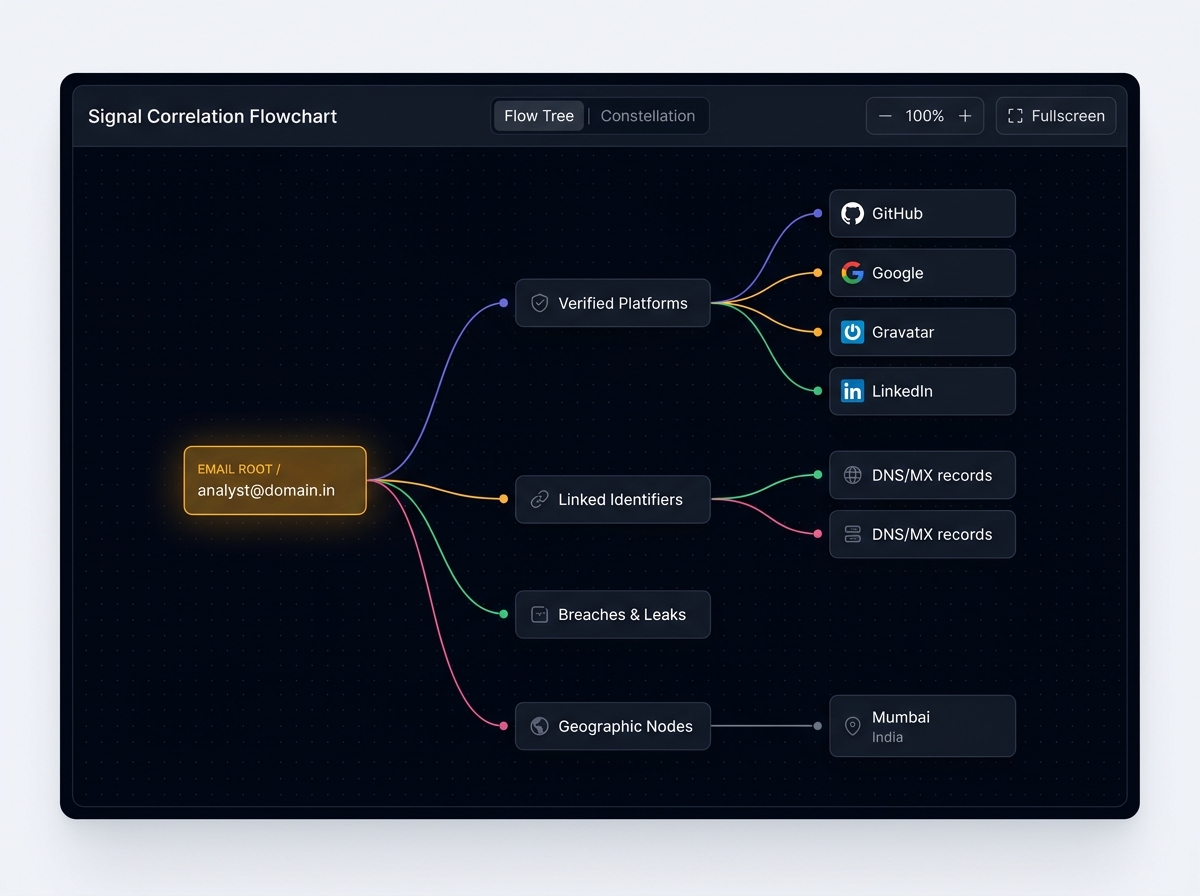 Signal Correlation Flowchart
Flow Tree | Constellation
— 100% +
Fullscreen
GitHub
Google
Verified Platforms
Gravatar
in LinkedIn
EMAIL ROOT /
analyst@domain.in
DNS/MX records
Linked Identifiers
DNS/MX records
Breaches & Leaks
Geographic Nodes
Mumbai
India